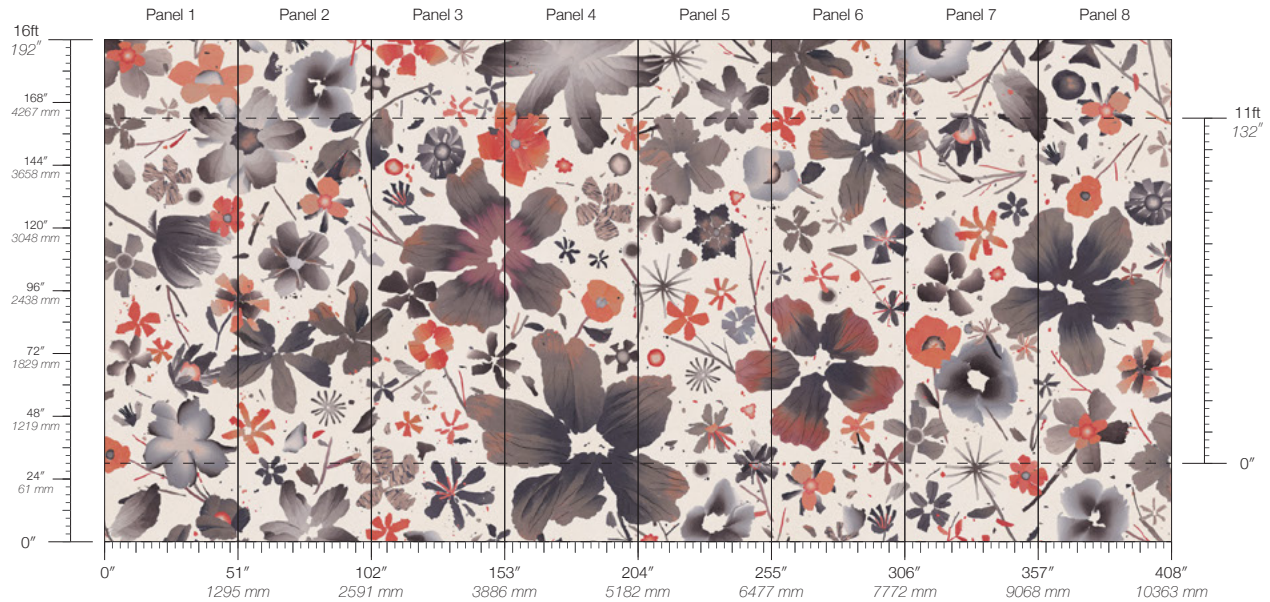 Panel 1 Panel 2 Panel 3 Panel 4 Panel 5 Panel 6 Panel 7 Panel 8
16ft
192″
168″
4267 mm
144″
3658 mm
120″
3048 mm
96″
2438 mm
72″
1829 mm
48″
1219 mm
24″
61 mm
0″
11ft
132″
0″
0″ 51″ 102″ 153″ 204″ 255″ 306″ 357″ 408″
1295 mm 2591 mm 3886 mm 5182 mm 6477 mm 7772 mm 9068 mm 10363 mm